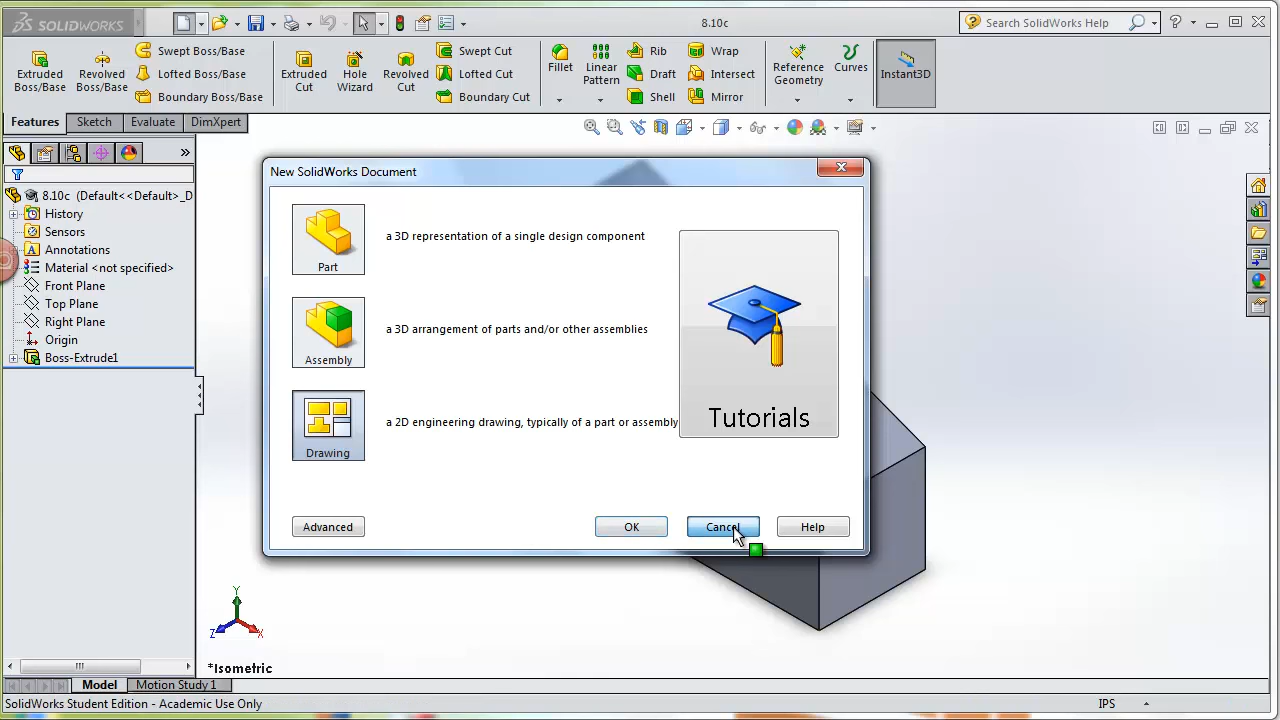 SOLIDWORKS
8.10c
Search SolidWorks Help
Extruded Boss/Base
Revolved Boss/Base
Swept Boss/Base
Lofted Boss/Base
Boundary Boss/Base
Extruded Cut
Hole Wizard
Revolved Cut
Swept Cut
Lofted Cut
Boundary Cut
Fillet
Linear Pattern
Rib
Draft
Shell
Wrap
Intersect
Mirror
Reference Geometry
Curves
Instant3D
Features
Sketch
Evaluate
DimXpert
8.10c (Default<<Default>_D
History
Sensors
Annotations
Material <not specified>
Front Plane
Top Plane
Right Plane
Origin
Boss-Extrude1
New SolidWorks Document
Part
a 3D representation of a single design component
Assembly
a 3D arrangement of parts and/or other assemblies
Drawing
a 2D engineering drawing, typically of a part or assembly
Tutorials
Advanced
OK
Cancel
Help
Y
Z
X
*Isometric
Model
Motion Study 1
SolidWorks Student Edition - Academic Use Only
IPS